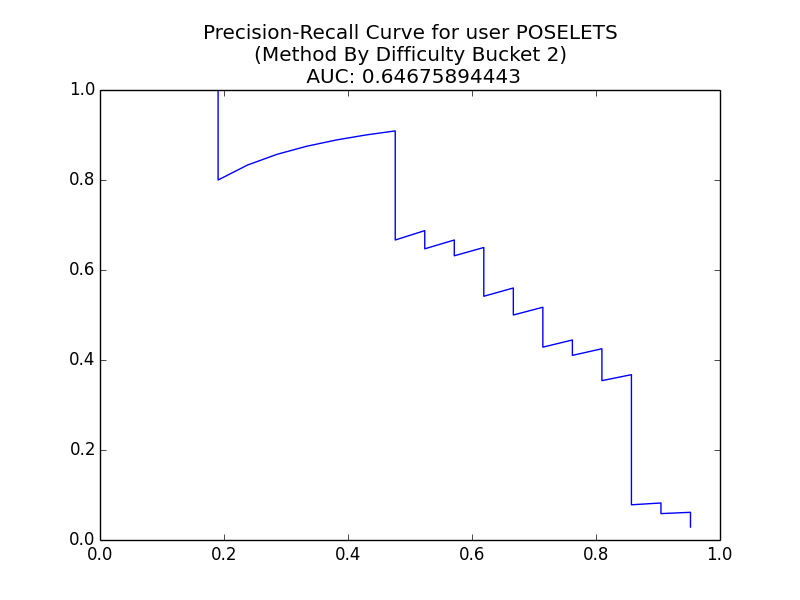 Precision-Recall Curve for user POSELETS
(Method By Difficulty Bucket 2)
AUC: 0.64675894443
1.0
0.8
0.6
0.4
0.2
0.0
0.0 0.2 0.4 0.6 0.8 1.0